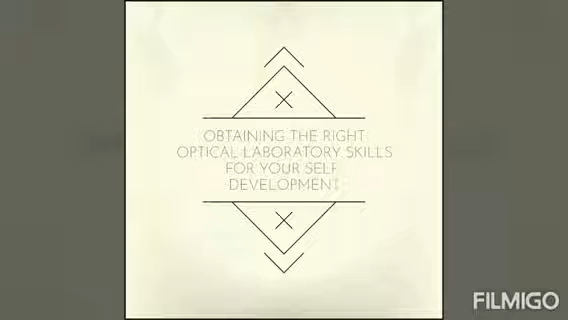 OBTAINING THE RIGHT
OPTICAL LABORATORY SKILLS
FOR YOUR SELF
DEVELOPMENT
FILMIGO